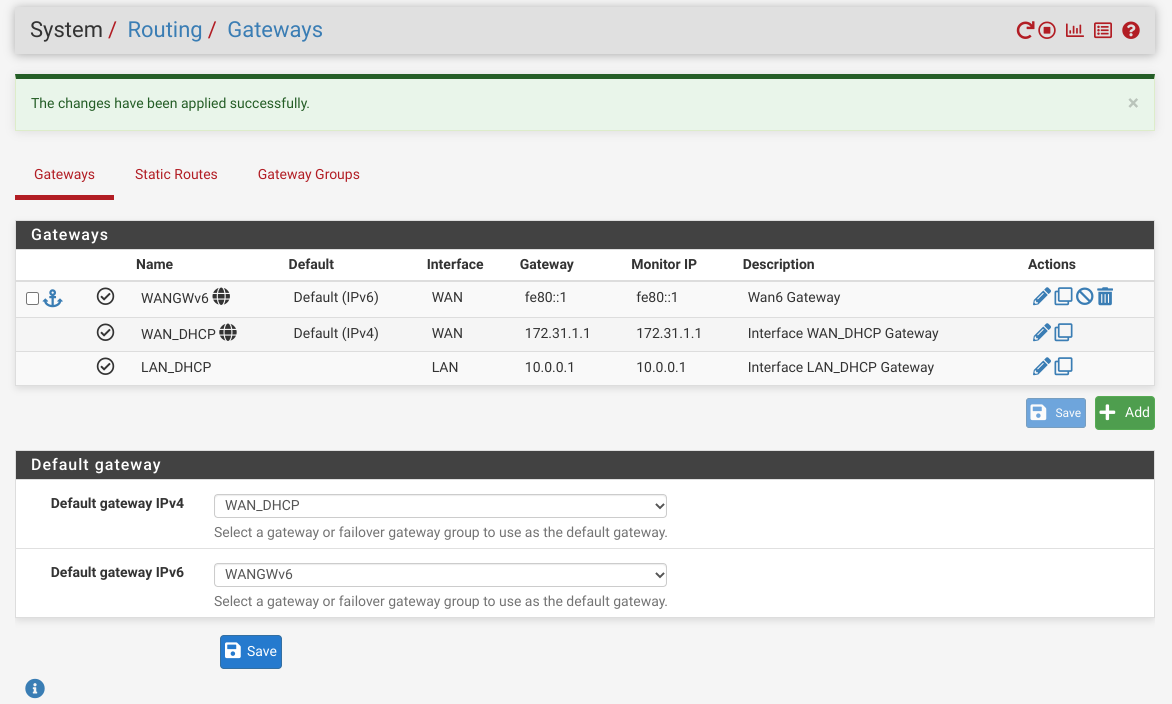 System / Routing / Gateways
The changes have been applied successfully.
×
Gateways Static Routes Gateway Groups
Gateways
Name Default Interface Gateway Monitor IP Description Actions
WANGWv6 Default (IPv6) WAN fe80::1 fe80::1 Wan6 Gateway
WAN_DHCP Default (IPv4) WAN 172.31.1.1 172.31.1.1 Interface WAN_DHCP Gateway
LAN_DHCP LAN 10.0.0.1 10.0.0.1 Interface LAN_DHCP Gateway
Save Add
Default gateway
Default gateway IPv4 WAN_DHCP
Select a gateway or failover gateway group to use as the default gateway.
Default gateway IPv6 WANGWv6
Select a gateway or failover gateway group to use as the default gateway.
Save